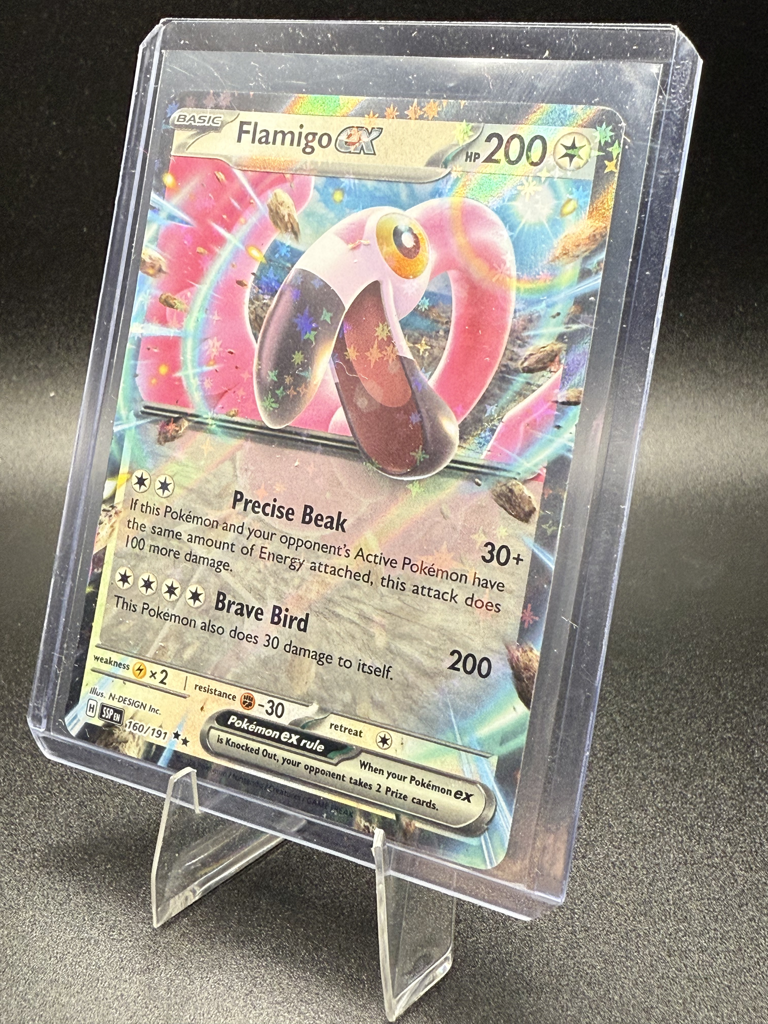 BASIC Flamigo ex HP 200
Precise Beak 30+
If this Pokémon and your opponent's Active Pokémon have
the same amount of Energy attached, this attack does
100 more damage.
Brave Bird 200
This Pokémon also does 30 damage to itself.
weakness ×2 resistance -30 retreat
Illus. N-DESIGN Inc.
H SSP EN 160/191 ★★
Pokémon ex rule When your Pokémon ex
is Knocked Out, your opponent takes 2 Prize cards.